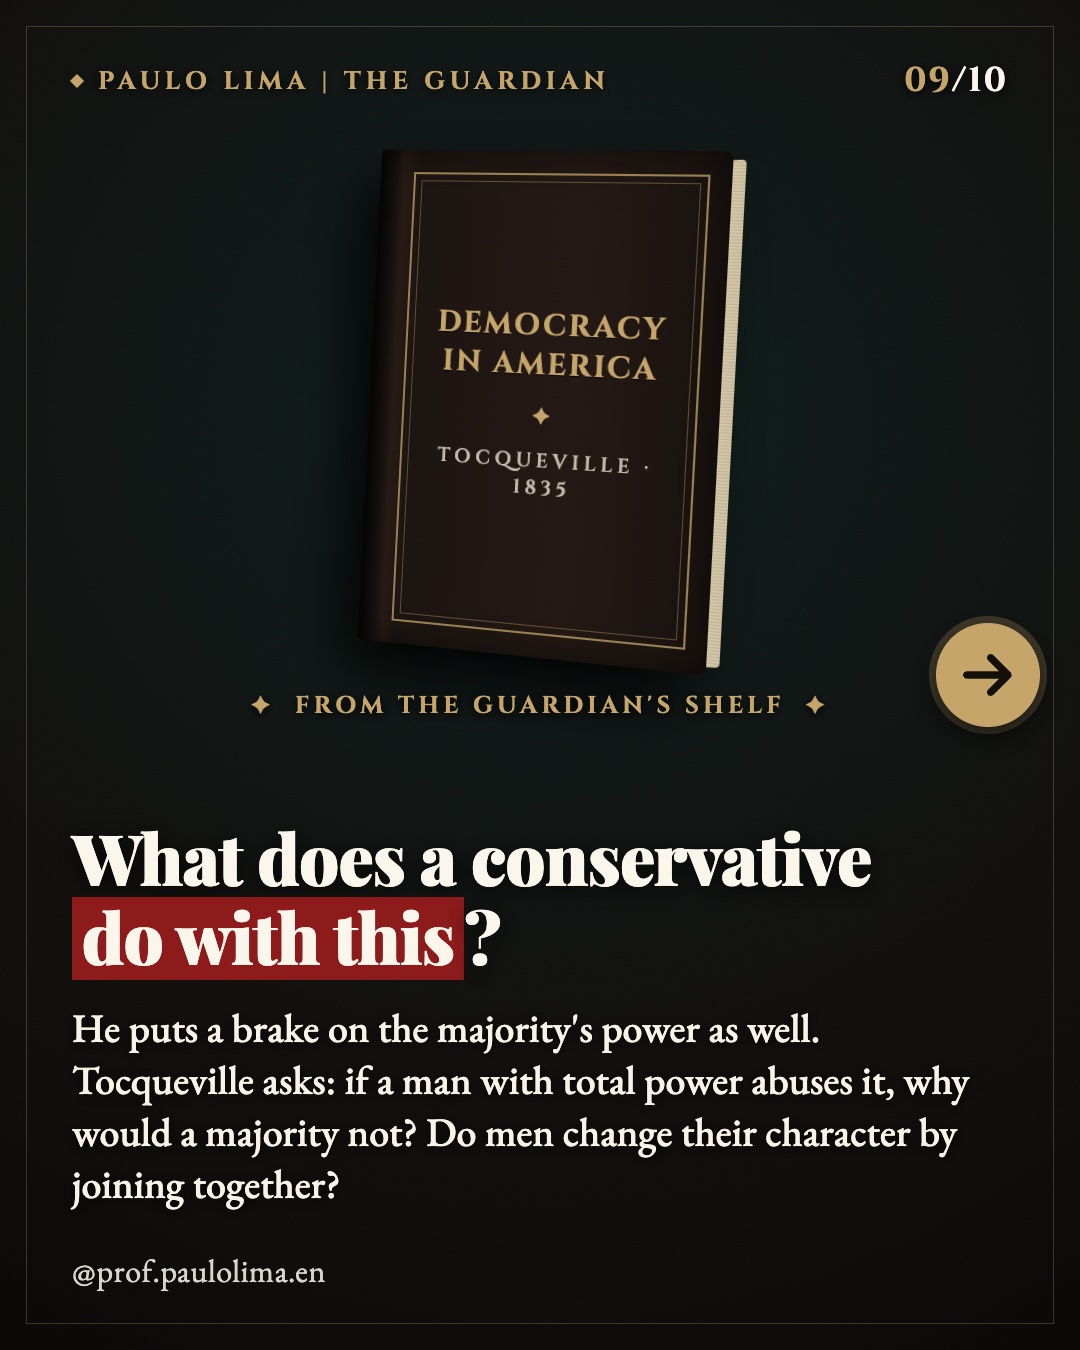 PAULO LIMA | THE GUARDIAN
09/10
DEMOCRACY
IN AMERICA
TOCQUEVILLE ·
1835
FROM THE GUARDIAN'S SHELF
What does a conservative
do with this?
He puts a brake on the majority's power as well.
Tocqueville asks: if a man with total power abuses it, why
would a majority not? Do men change their character by
joining together?
@prof.paulolima.en